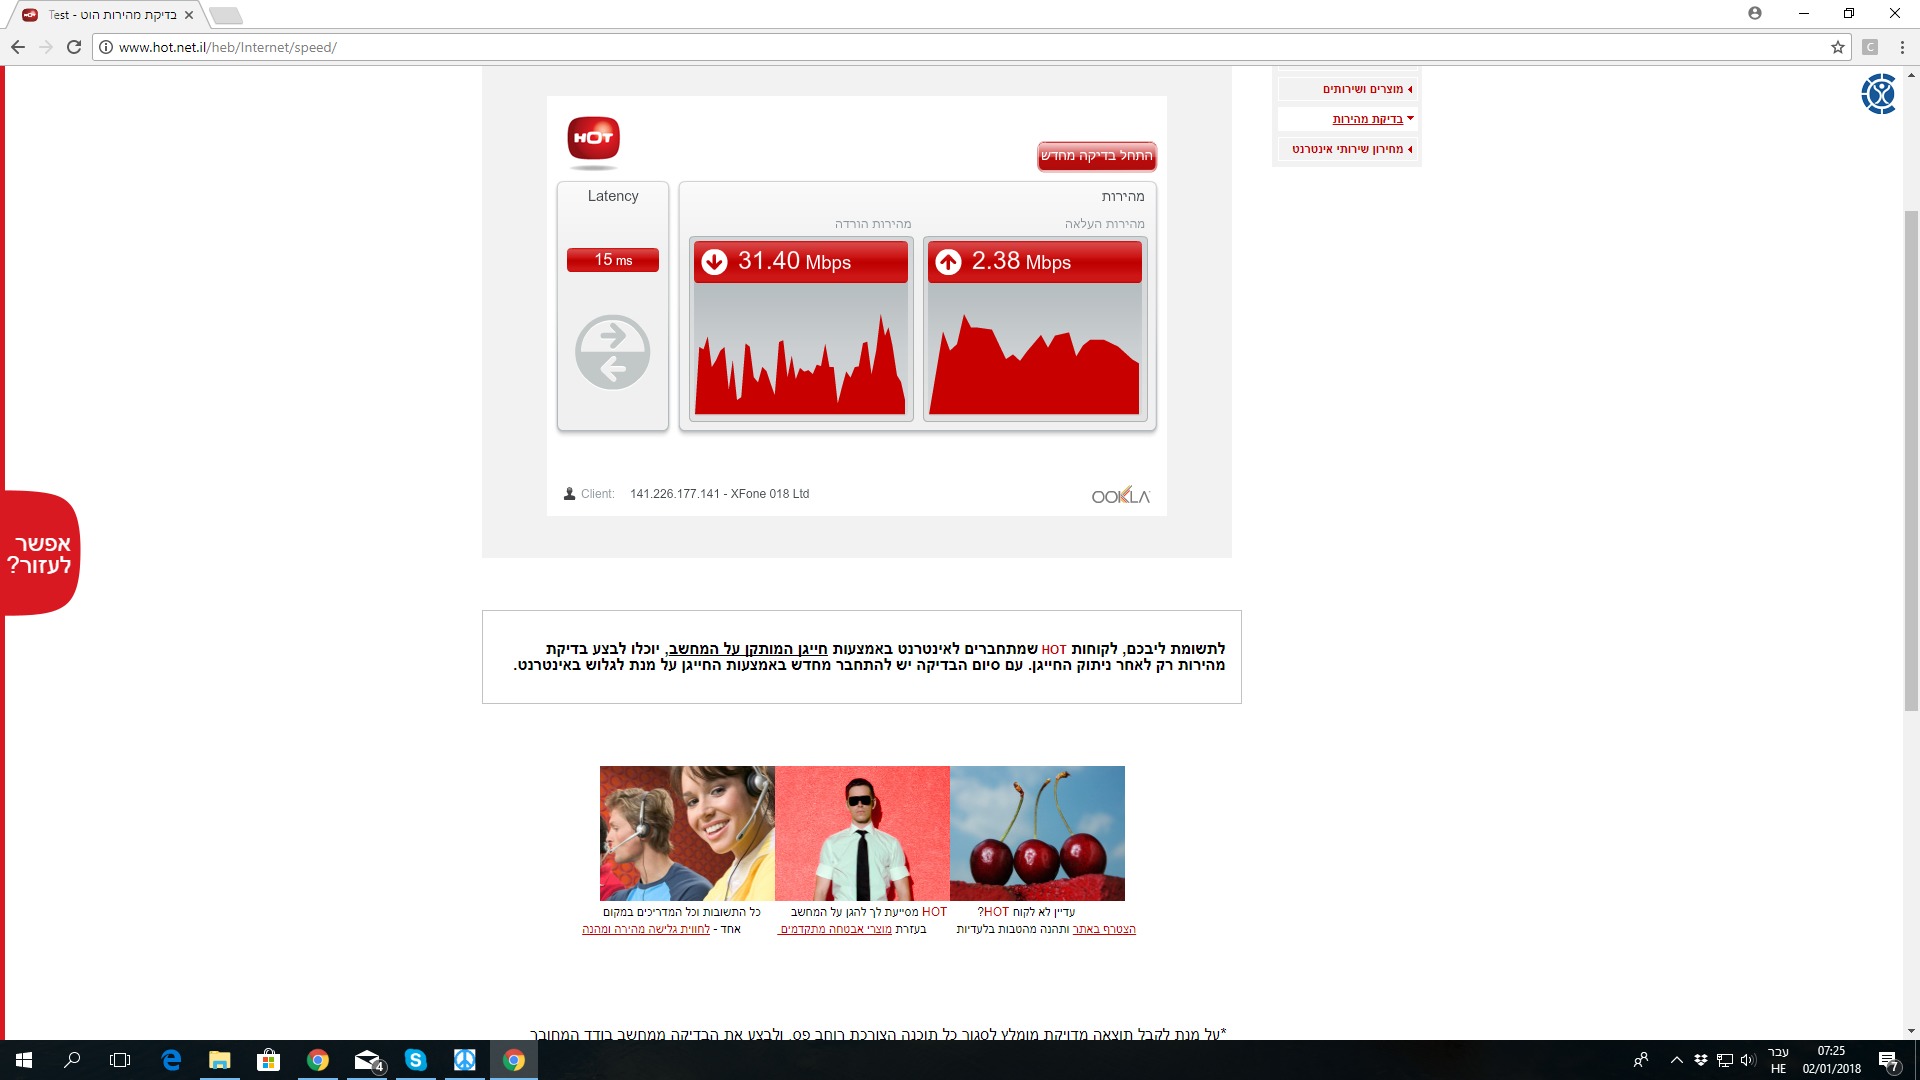 בדיקת מהירות הוט - Test
www.hot.net.il/heb/Internet/speed/
מוצרים ושירותים
בדיקת מהירות
מחירון שירותי אינטרנט
HOT
התחל בדיקה מחדש
Latency
15 ms
מהירות
מהירות הורדה
מהירות העלאה
31.40 Mbps
2.38 Mbps
Client: 141.226.177.141 - XFone 018 Ltd
OOKLA
אפשר
לעזור?
לתשומת ליבכם, לקוחות HOT שמתחברים לאינטרנט באמצעות חייגן המותקן על המחשב, יוכלו לבצע בדיקת
מהירות רק לאחר ניתוק החייגן. עם סיום הבדיקה יש להתחבר מחדש באמצעות החייגן על מנת לגלוש באינטרנט.
עדיין לא לקוח HOT?
הצטרף באתר ותהנה מהטבות בלעדיות
HOT מסייעת לך להגן על המחשב
בעזרת מוצרי אבטחה מתקדמים
כל התשובות וכל המדריכים במקום
אחד - לחווית גלישה מהירה ומהנה
*על מנת לקבל תוצאה מדויקת מומלץ לסגור כל תוכנה הצורכת רוחב פס, ולבצע את הבדיקה ממחשב בודד המחובר
4
עבר
HE
07:25
02/01/2018
7